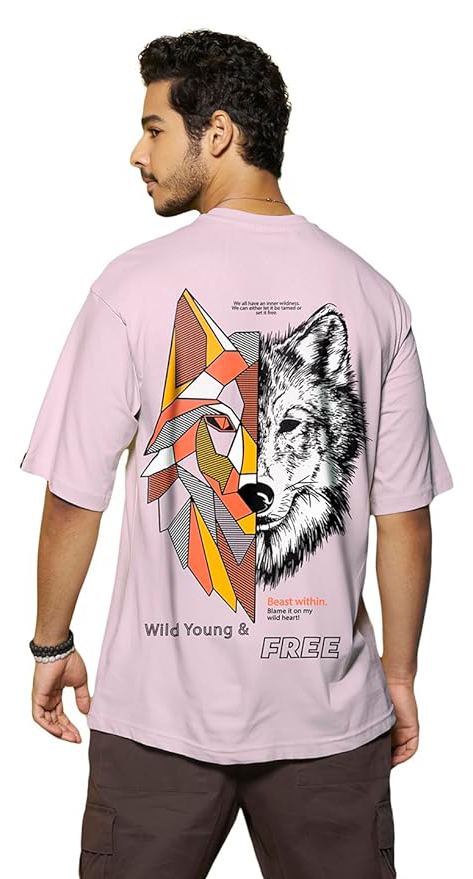 We all have an inner wildness.
We can either let it be tamed or
set it free.
Beast within.
Blame it on my
wild heart!
Wild Young &
FREE